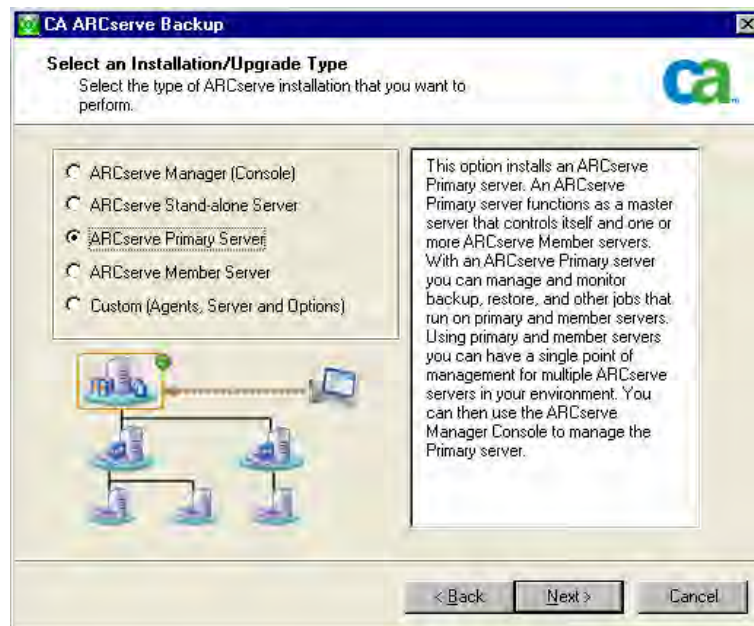 CA ARCserve Backup
Select an Installation/Upgrade Type
Select the type of ARCserve installation that you want to
perform.
ca
ARCserve Manager (Console)
ARCserve Stand-alone Server
ARCserve Primary Server
ARCserve Member Server
Custom (Agents, Server and Options)
This option installs an ARCserve
Primary server. An ARCserve
Primary server functions as a master
server that controls itself and one or
more ARCserve Member servers.
With an ARCserve Primary server
you can manage and monitor
backup, restore, and other jobs that
run on primary and member servers.
Using primary and member servers
you can have a single point of
management for multiple ARCserve
servers in your environment. You
can then use the ARCserve
Manager Console to manage the
Primary server.
< Back
Next >
Cancel